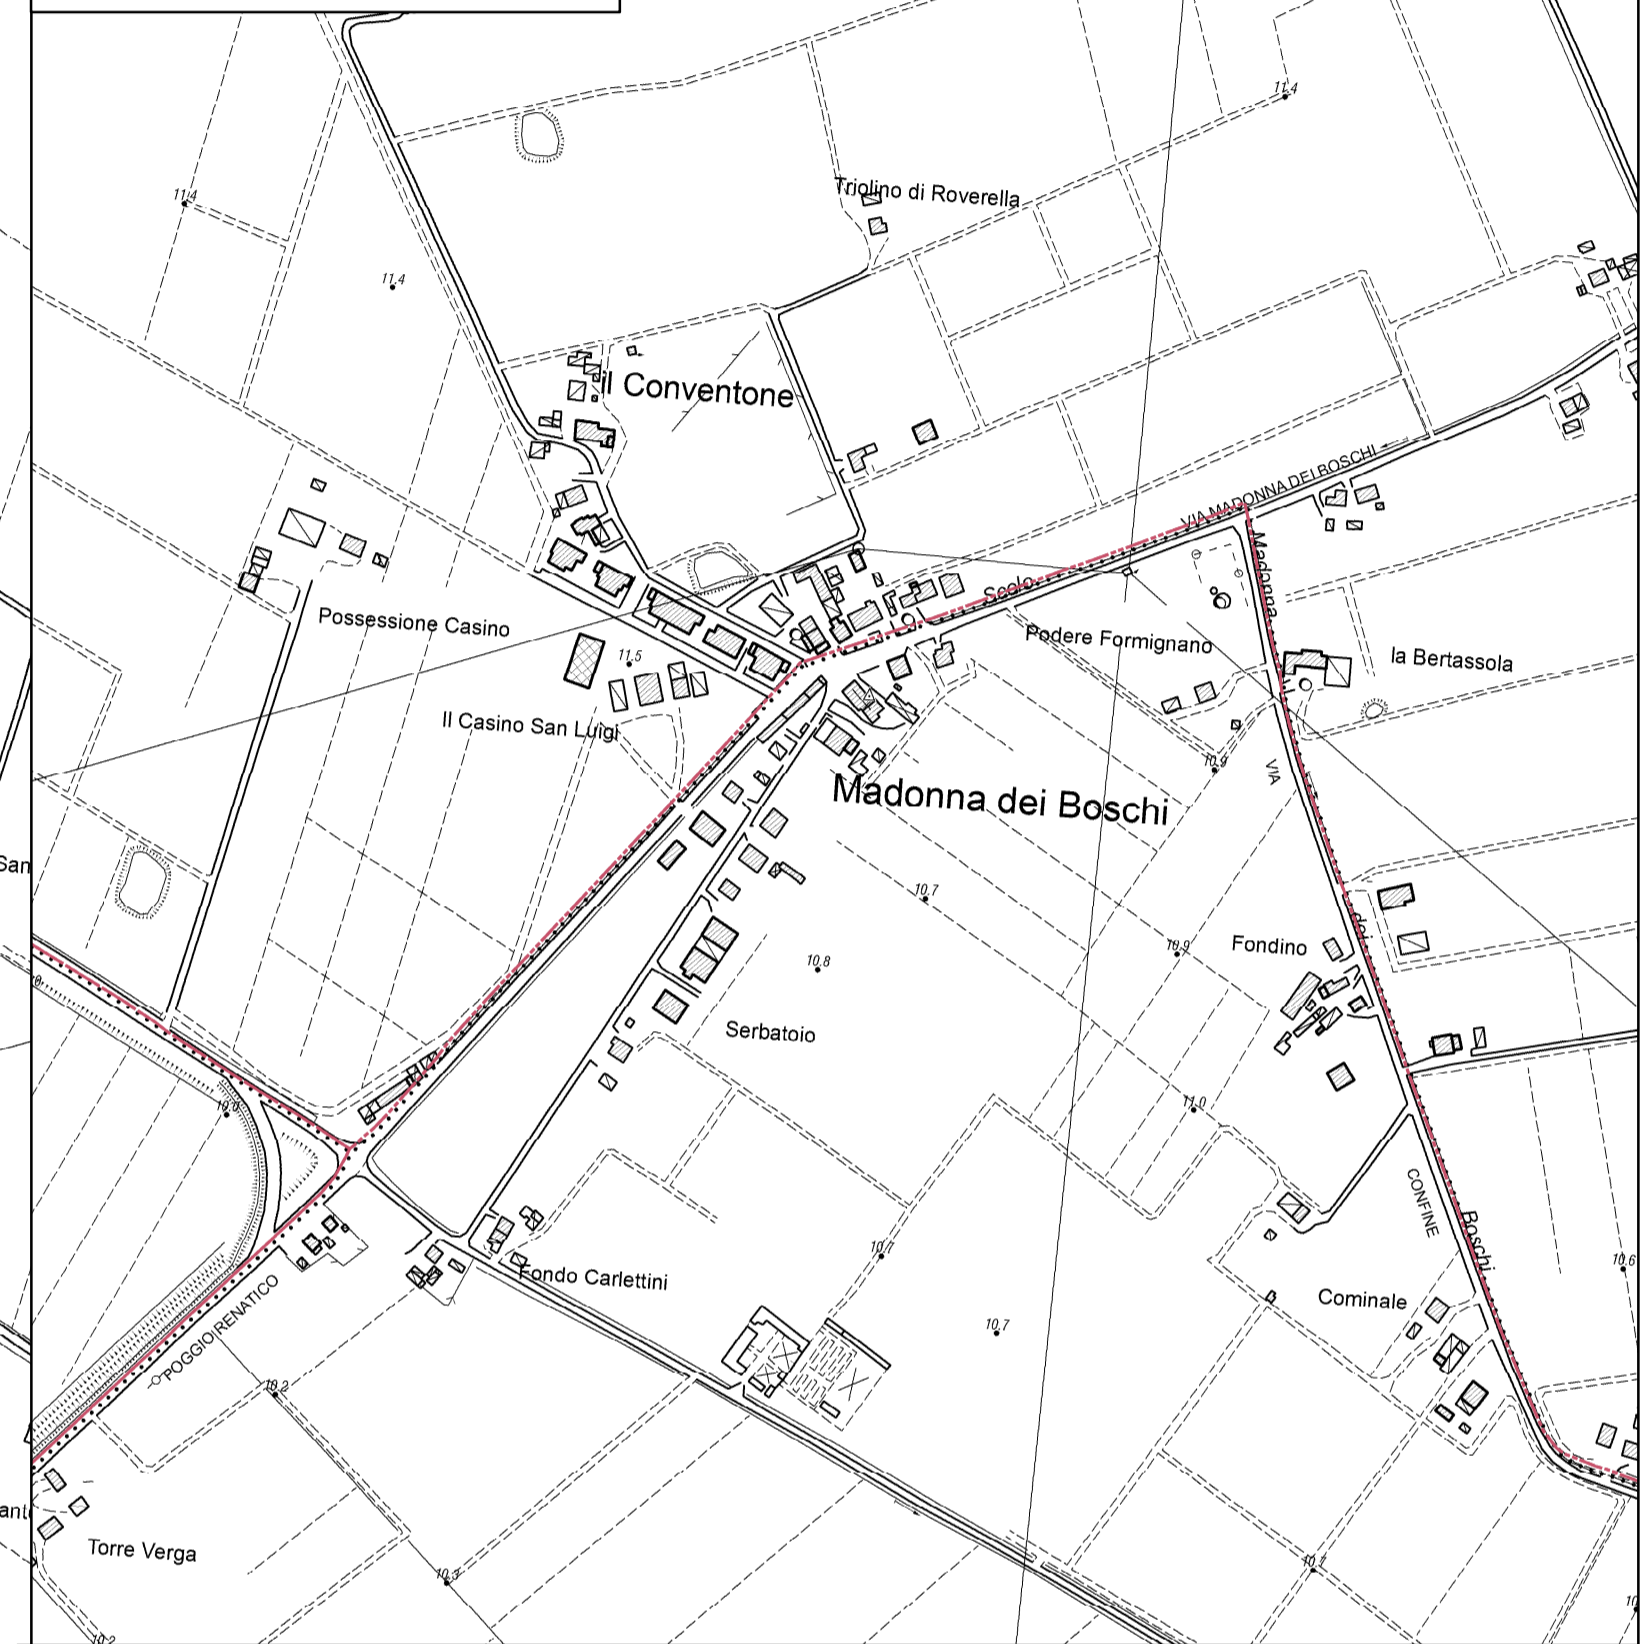 11.4
Triolino di Roverella
11.4
11.4
il Conventone
VIA MADONNA DEI BOSCHI
Madonna
Scolo
Possessione Casino
Podere Formignano
la Bertassola
11.5
Il Casino San Luigi
10.9
VIA
Madonna dei Boschi
San
10.7
dei
10.9
Fondino
10.8
Serbatoio
11.0
CONFINE
Boschi
10.7
10.6
Fondo Carlettini
Cominale
POGGIO RENATICO
10.7
10.2
Torre Verga
10.3
10.7
10.2